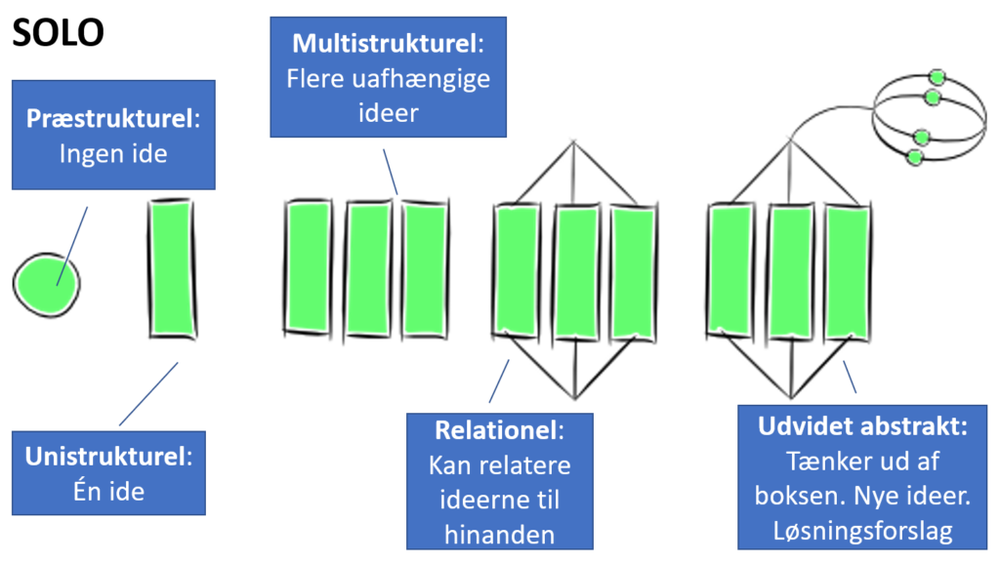 SOLO
Præstrukturel:
Ingen ide
Unistrukturel:
Én ide
Multistrukturel:
Flere uafhængige
ideer
Relationel:
Kan relatere
ideerne til
hinanden
Udvidet abstrakt:
Tænker ud af
boksen. Nye ideer.
Løsningsforslag